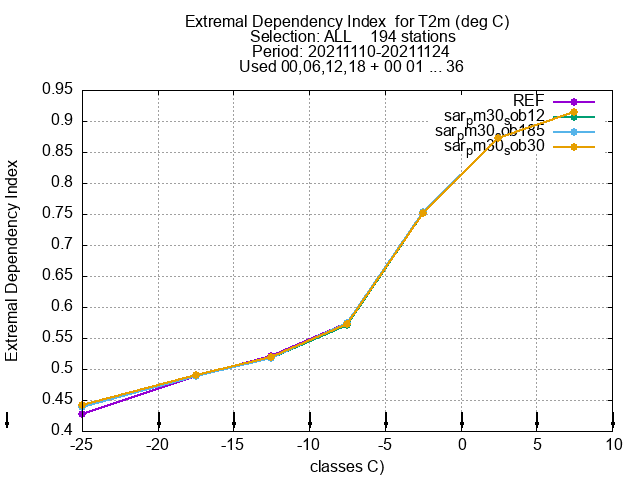 Extremal Dependency Index  for T2m (deg C)
Selection: ALL    194 stations
Period: 20211110-20211124
Used 00,06,12,18 + 00 01 ... 36
0.95
0.9
0.85
0.8
0.75
0.7
0.65
0.6
0.55
0.5
0.45
0.4
Extremal Dependency Index
REF
sarpm30sob12
sarpm30sob185
sarpm30sob30
-25
-20
-15
-10
-5
0
5
10
classes C)